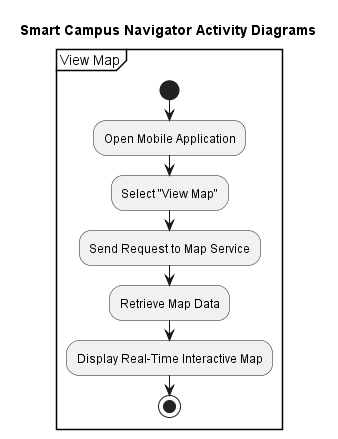 Smart Campus Navigator Activity Diagrams
View Map
Open Mobile Application
Select "View Map"
Send Request to Map Service
Retrieve Map Data
Display Real-Time Interactive Map